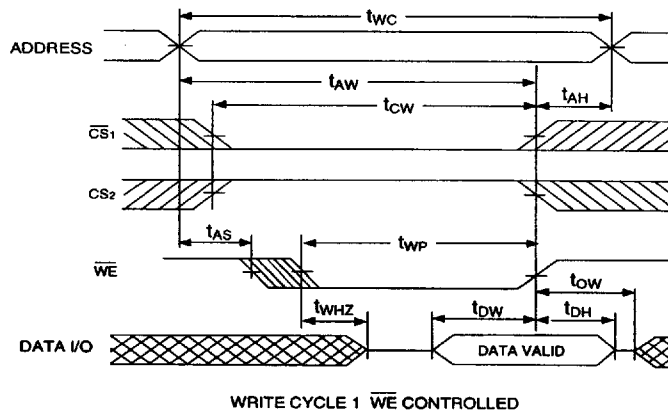 tWC
ADDRESS
tAW
tCW
tAH
CS1
CS2
tAS
tWP
WE
tOW
tWHZ
tDW
tDH
DATA I/O
DATA VALID
WRITE CYCLE 1 WE CONTROLLED